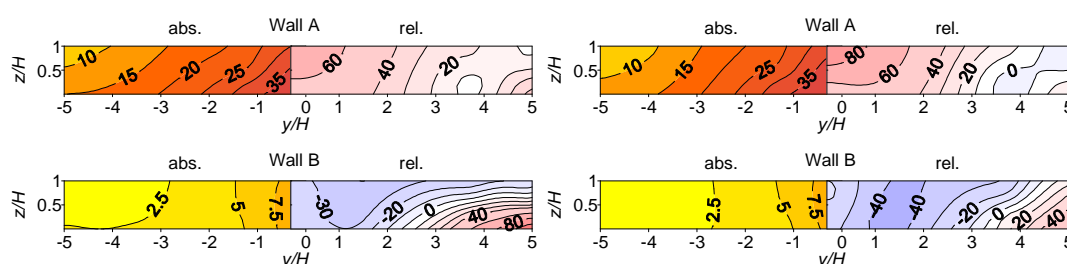 abs. Wall A rel.
z/H
1
0.5
10 15 20 25 35 60 40 20
-5 -4 -3 -2 -1 0 1 2 3 4 5
y/H
abs. Wall A rel.
z/H
1
0.5
10 15 25 35 80 60 40 20 0
-5 -4 -3 -2 -1 0 1 2 3 4 5
y/H
abs. Wall B rel.
z/H
1
0.5
2.5 5 7.5 -30 -20 0 40 80
-5 -4 -3 -2 -1 0 1 2 3 4 5
y/H
abs. Wall B rel.
z/H
1
0.5
2.5 5 7.5 -40 -40 -20 0 20 40
-5 -4 -3 -2 -1 0 1 2 3 4 5
y/H